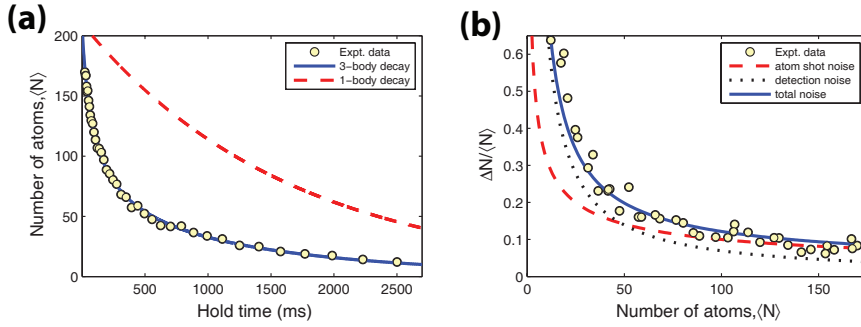 (a)
200
150
100
50
0
Number of atoms,⟨N⟩
Expt. data
3-body decay
1-body decay
500 1000 1500 2000 2500
Hold time (ms)
(b)
0.6
0.5
0.4
0.3
0.2
0.1
0
ΔN/⟨N⟩
Expt. data
atom shot noise
detection noise
total noise
0 50 100 150
Number of atoms,⟨N⟩